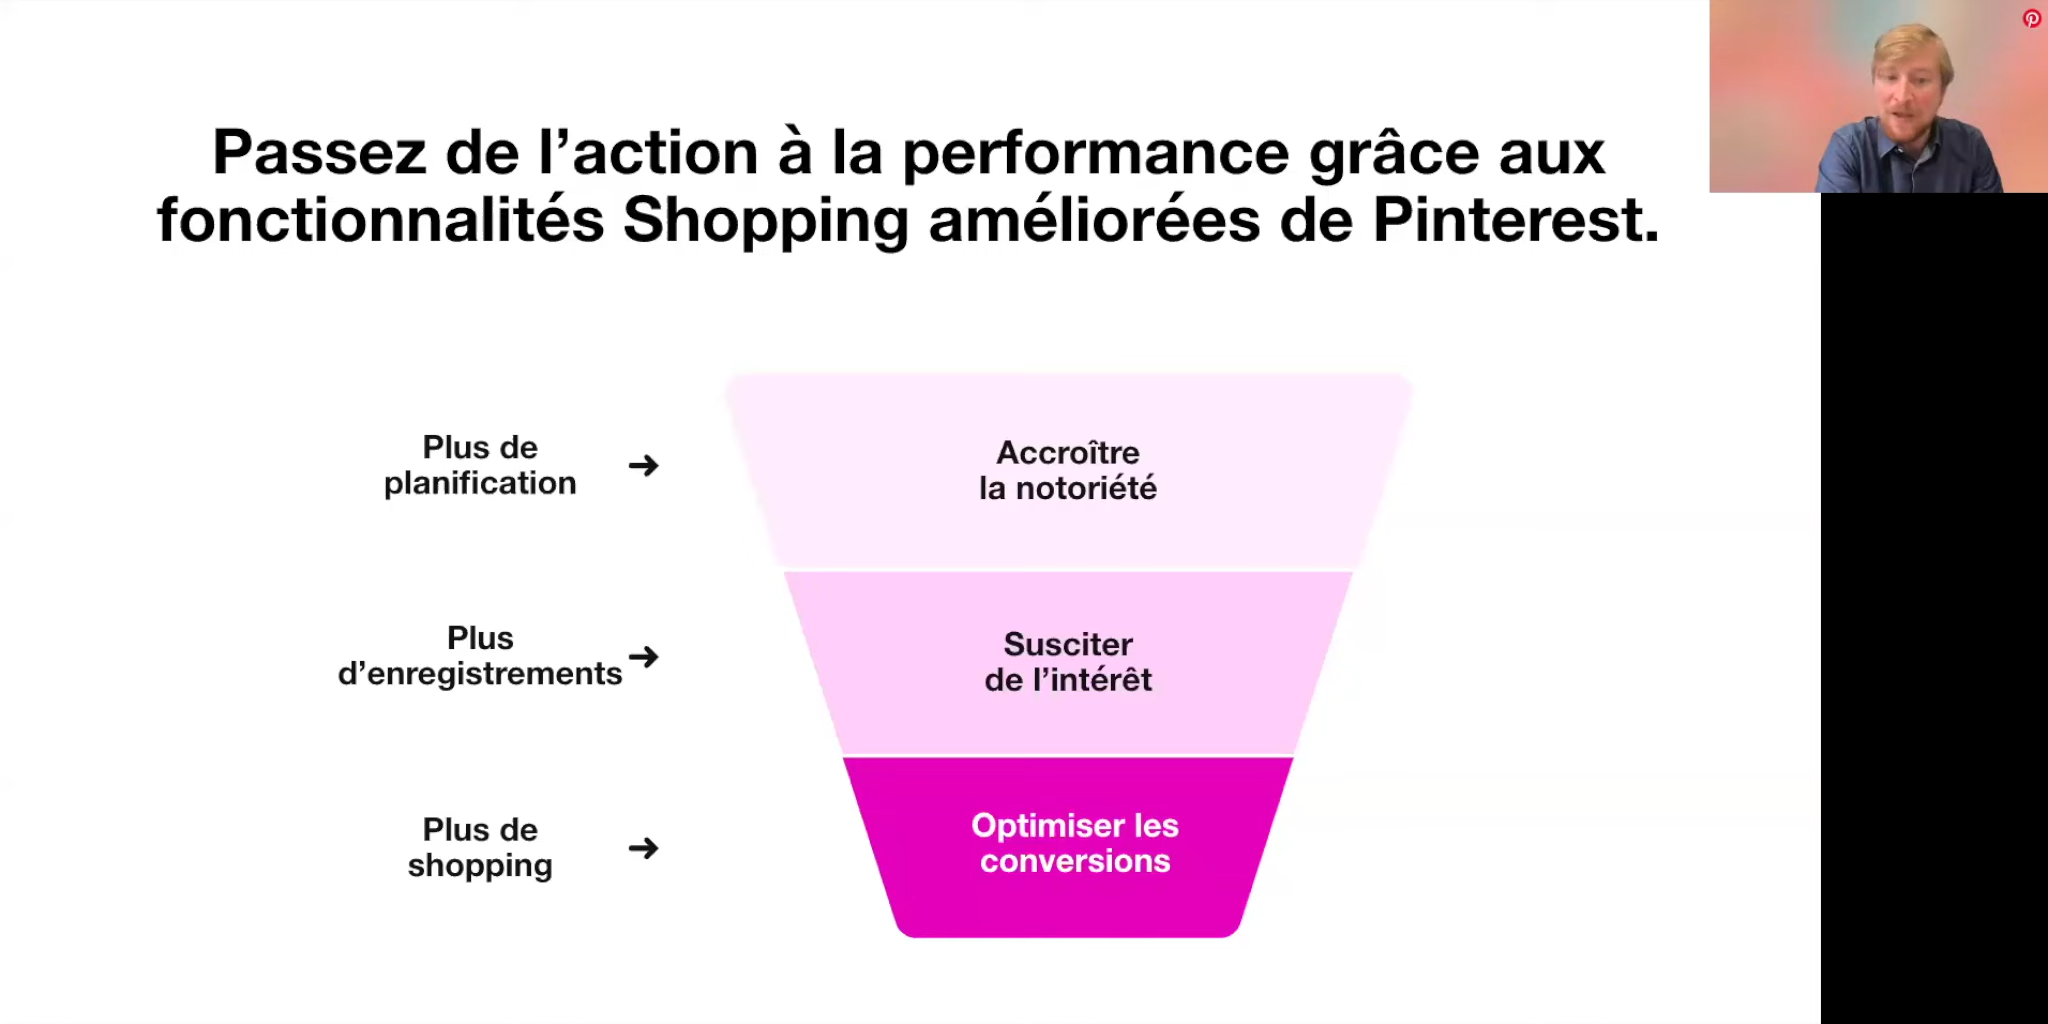 Passez de l’action à la performance grâce aux
fonctionnalités Shopping améliorées de Pinterest.
Plus de
planification
→
Accroître
la notoriété
Plus
d’enregistrements
→
Susciter
de l’intérêt
Plus de
shopping
→
Optimiser les
conversions